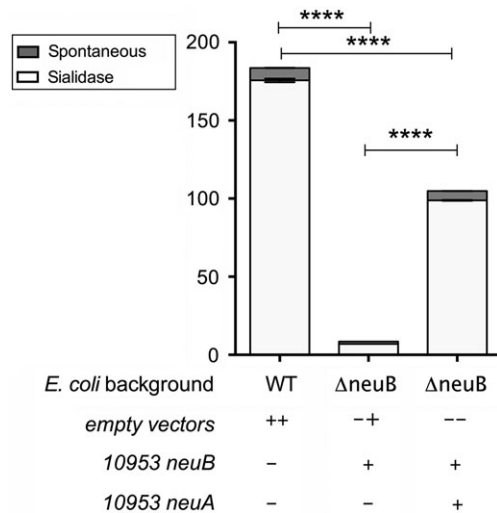 ****
Spontaneous
Sialidase
****
****
200
150
100
50
0
E. coli background WT ΔneuB ΔneuB
empty vectors ++ −+ −−
10953 neuB − + +
10953 neuA − − +